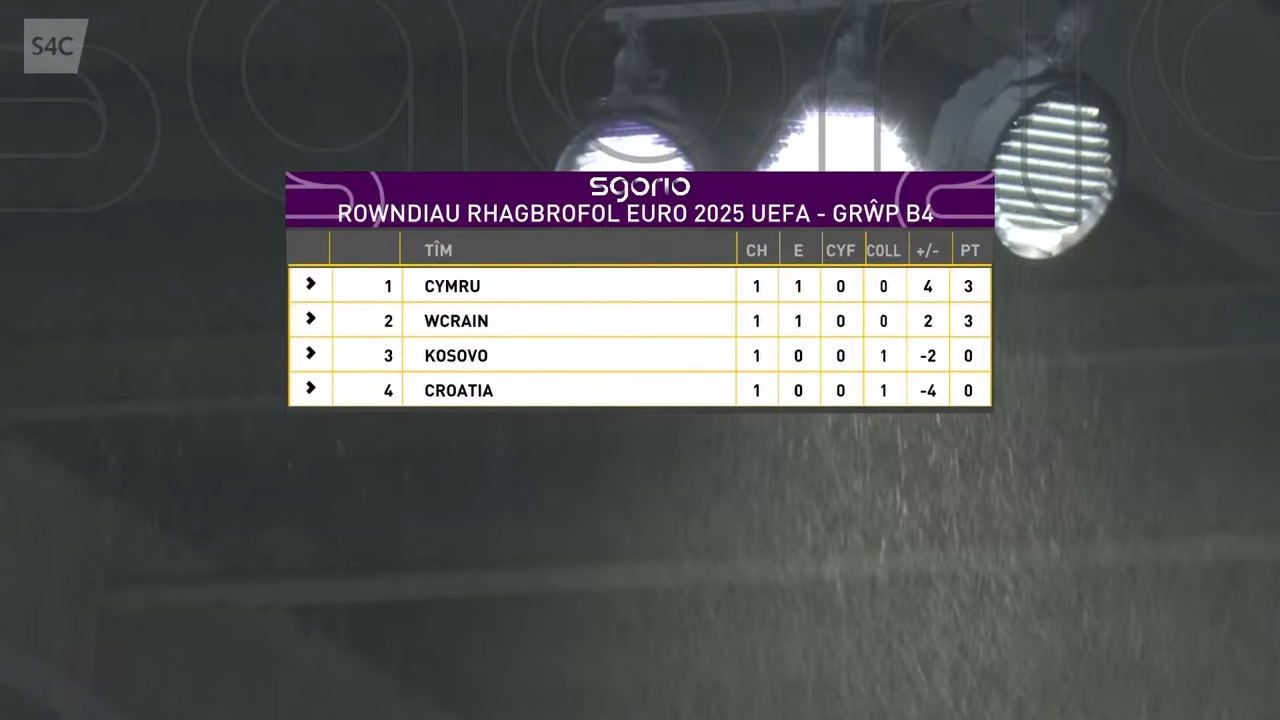 S4C
sgorio
ROWNDIAU RHAGBROFOL EURO 2025 UEFA - GRŴP B4
TÎM CH E CYF COLL +/- PT
1 CYMRU 1 1 0 0 4 3
2 WCRAIN 1 1 0 0 2 3
3 KOSOVO 1 0 0 1 -2 0
4 CROATIA 1 0 0 1 -4 0